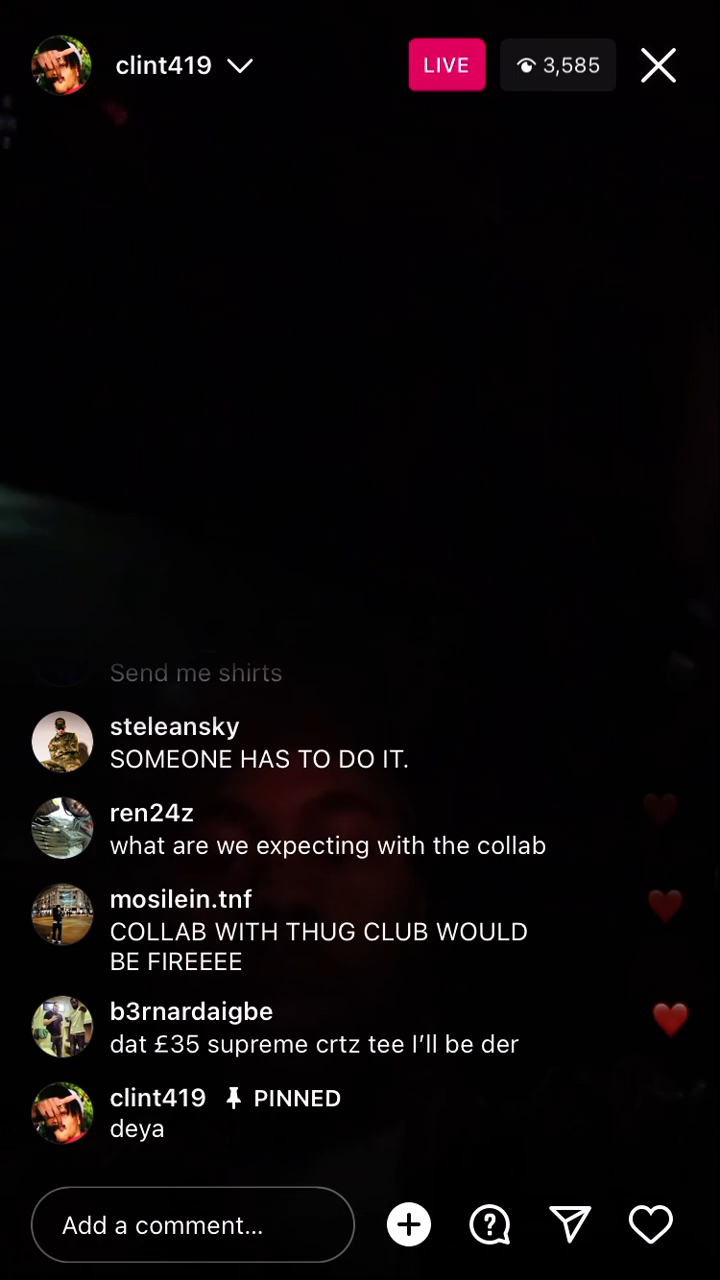 clint419
LIVE
3,585
Send me shirts
steleansky
SOMEONE HAS TO DO IT.
ren24z
what are we expecting with the collab
mosilein.tnf
COLLAB WITH THUG CLUB WOULD
BE FIREEEE
b3rnardaigbe
dat £35 supreme crtz tee I’ll be der
clint419 PINNED
deya
Add a comment...